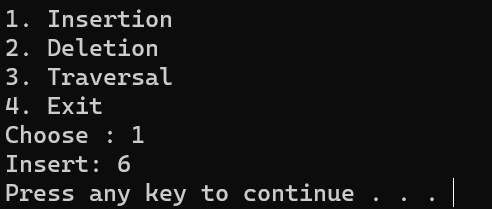 1. Insertion
2. Deletion
3. Traversal
4. Exit
Choose : 1
Insert: 6
Press any key to continue . . .